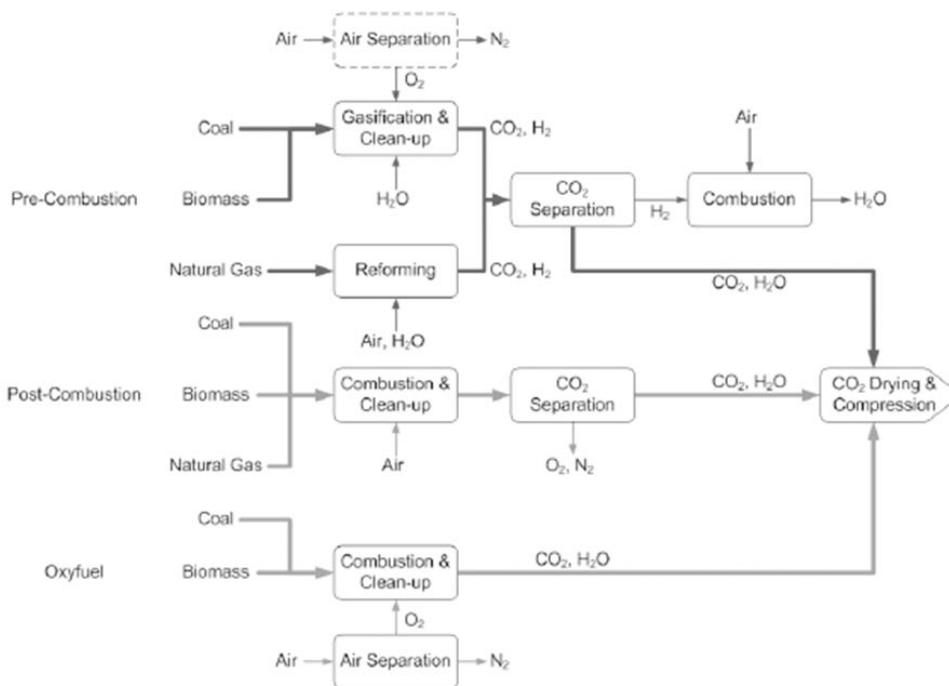 Air
Air Separation
N₂
O₂
Coal
Gasification &
Clean-up
CO₂, H₂
Air
Pre-Combustion
Biomass
H₂O
CO₂
Separation
H₂
Combustion
H₂O
Natural Gas
Reforming
CO₂, H₂
CO₂, H₂O
Air, H₂O
Coal
Post-Combustion
Biomass
Combustion &
Clean-up
CO₂
Separation
CO₂, H₂O
CO₂ Drying &
Compression
Natural Gas
Air
O₂, N₂
Coal
Oxyfuel
Biomass
Combustion &
Clean-up
CO₂, H₂O
O₂
Air
Air Separation
N₂